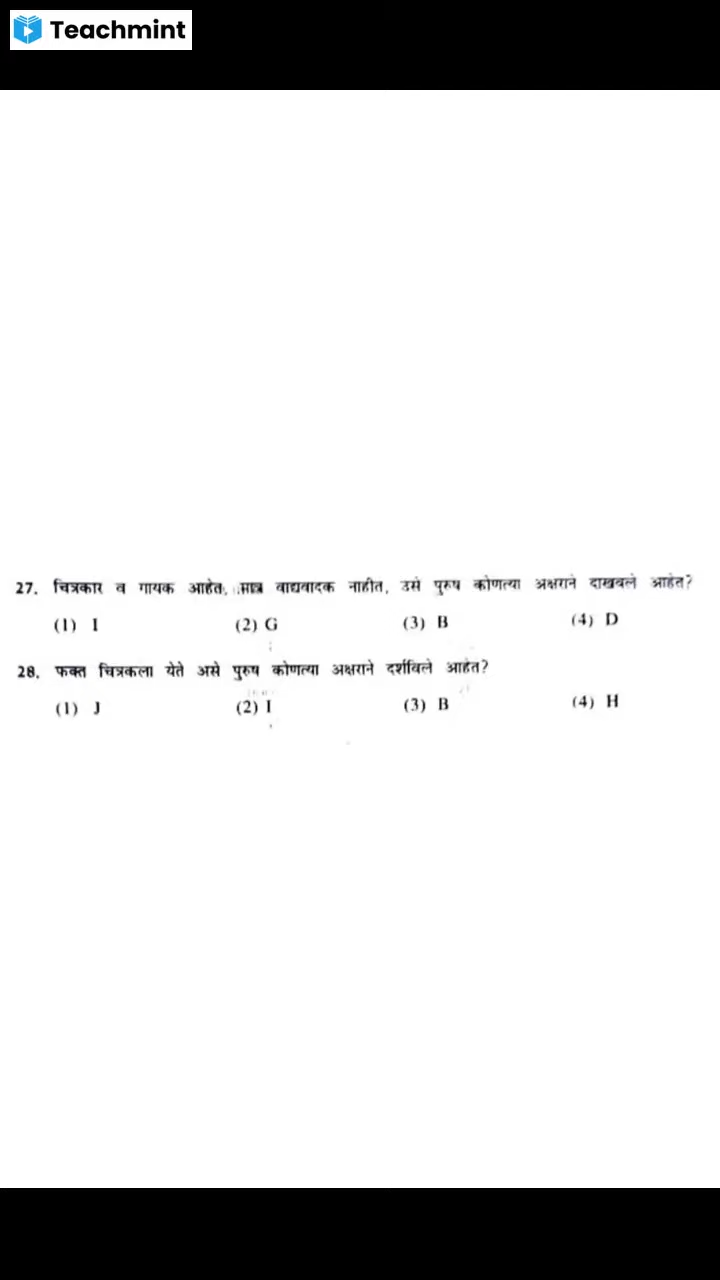 Teachmint
27. चित्रकार व गायक आहेत, मात्र वाद्यवादक नाहीत, उसे पुरुष कोणत्या अक्षराने दाखवले आहेत?
(1) I (2) G (3) B (4) D
28. फक्त चित्रकला येते असे पुरुष कोणत्या अक्षराने दर्शविले आहेत?
(1) J (2) I (3) B (4) H